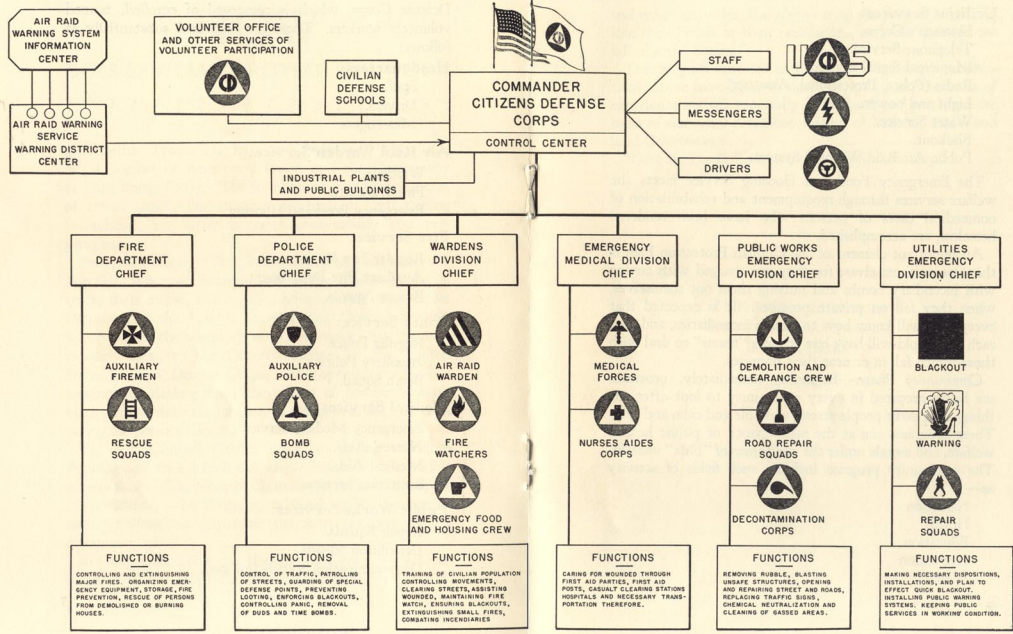 AIR RAID
WARNING SYSTEM
INFORMATION
CENTER
AIR RAID WARNING
SERVICE
WARNING DISTRICT
CENTER
VOLUNTEER OFFICE
AND OTHER SERVICES OF
VOLUNTEER PARTICIPATION
CD
CIVILIAN
DEFENSE
SCHOOLS
INDUSTRIAL PLANTS
AND PUBLIC BUILDINGS
COMMANDER
CITIZENS DEFENSE
CORPS
CONTROL CENTER
STAFF
U CD S
MESSENGERS
DRIVERS
FIRE
DEPARTMENT
CHIEF
AUXILIARY
FIREMEN
RESCUE
SQUADS
FUNCTIONS
CONTROLLING AND EXTINGUISHING
MAJOR FIRES. ORGANIZING EMER-
GENCY EQUIPMENT, STORAGE, FIRE
PREVENTION, RESCUE OF PERSONS
FROM DEMOLISHED OR BURNING
HOUSES.
POLICE
DEPARTMENT
CHIEF
AUXILIARY
POLICE
BOMB
SQUADS
FUNCTIONS
CONTROL OF TRAFFIC, PATROLLING
OF STREETS, GUARDING OF SPECIAL
DEFENSE POINTS, PREVENTING
LOOTING, ENFORCING BLACKOUTS,
CONTROLLING PANIC, REMOVAL
OF DUDS AND TIME BOMBS.
WARDENS
DIVISION
CHIEF
AIR RAID
WARDEN
FIRE
WATCHERS
EMERGENCY FOOD
AND HOUSING CREW
FUNCTIONS
TRAINING OF CIVILIAN POPULATION
CONTROLLING MOVEMENTS,
CLEARING STREETS, ASSISTING
WOUNDED, MAINTAINING FIRE
WATCH, ENSURING BLACKOUTS,
EXTINGUISHING SMALL FIRES,
COMBATING INCENDIARIES
EMERGENCY
MEDICAL DIVISION
CHIEF
MEDICAL
FORCES
NURSES AIDES
CORPS
FUNCTIONS
CARING FOR WOUNDED THROUGH
FIRST AID PARTIES, FIRST AID
POSTS, CASUALT CLEARING STATIONS
HOSPITALS AND NECESSARY TRANS-
PORTATION THEREFORE.
PUBLIC WORKS
EMERGENCY
DIVISION CHIEF
DEMOLITION AND
CLEARANCE CREW
ROAD REPAIR
SQUAD
DECONTAMINATION
CORPS
FUNCTIONS
REMOVING RUBBLE, BLASTING
UNSAFE STRUCTURES, OPENING
AND REPAIRING STREET AND ROADS,
REPLACING TRAFFIC SIGNS,
CHEMICAL NEUTRALIZATION AND
CLEANING OF GASSED AREAS.
UTILITIES
EMERGENCY
DIVISION CHIEF
BLACKOUT
WARNING
REPAIR
SQUADS
FUNCTIONS
MAKING NECESSARY DISPOSITIONS,
INSTALLATIONS, AND PLAN TO
EFFECT QUICK BLACKOUT.
INSTALLING PUBLIC WARNING
SYSTEMS. KEEPING PUBLIC
SERVICES IN WORKING CONDITION.